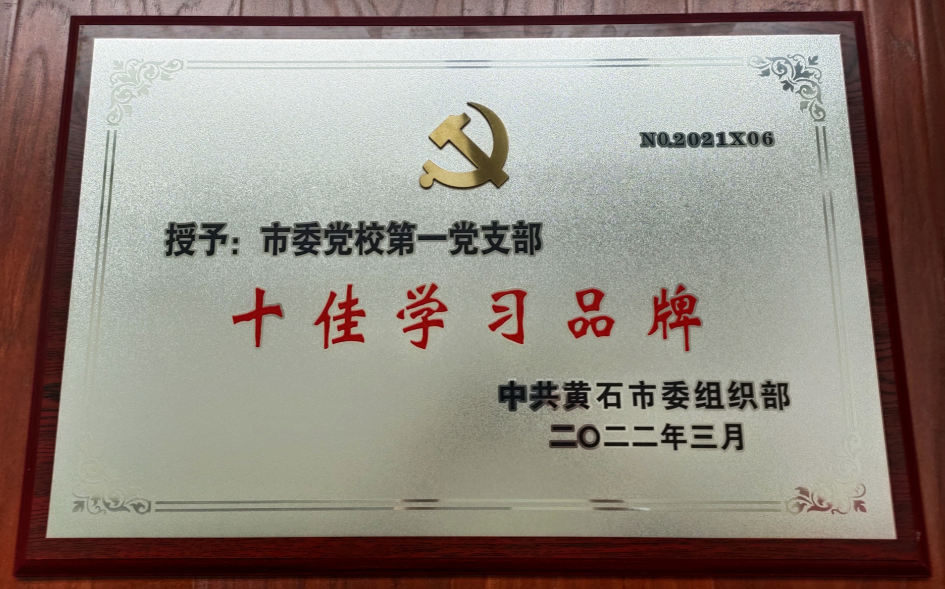 NO.2021X06
授予：市委党校第一党支部
十佳学习品牌
中共黄石市委组织部
二〇二二年三月